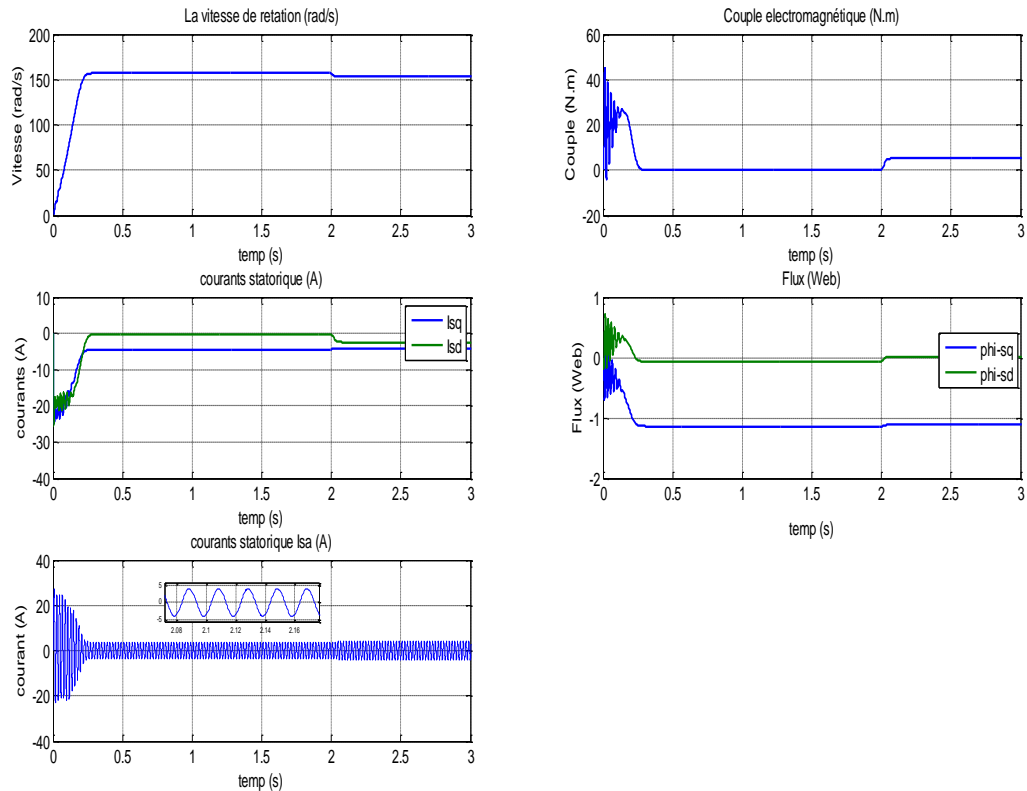 La vitesse de retation (rad/s)
Vitesse (rad/s)
200
150
100
50
0
0 0.5 1 1.5 2 2.5 3
temp (s)
Couple electromagnétique (N.m)
Couple (N.m)
60
40
20
0
-20
0 0.5 1 1.5 2 2.5 3
temp (s)
courants statorique (A)
courants (A)
10
0
-10
-20
-30
-40
Isq
Isd
0 0.5 1 1.5 2 2.5 3
temp (s)
Flux (Web)
Flux (Web)
1
0
-1
-2
phi-sq
phi-sd
0 0.5 1 1.5 2 2.5 3
temp (s)
courants statorique Isa (A)
courant (A)
40
20
0
-20
-40
5
0
-5
2.08 2.1 2.12 2.14 2.16
0 0.5 1 1.5 2 2.5 3
temp (s)